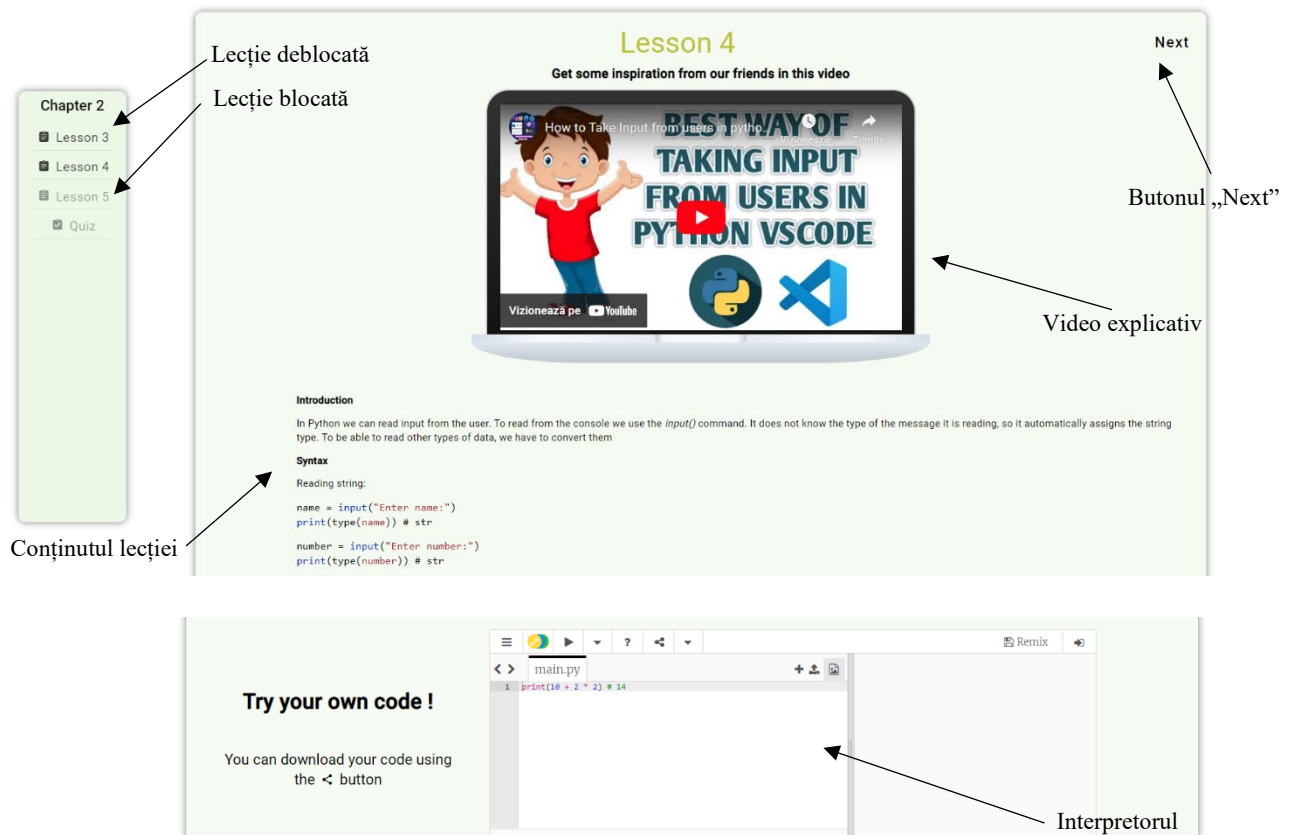 Lecție deblocată
Lecție blocată
Chapter 2
Lesson 3
Lesson 4
Lesson 5
Quiz
Lesson 4
Next
Get some inspiration from our friends in this video
How to Take Input from users in pytho...
Vizionează
Trimite
BEST WAY OF
TAKING INPUT
FROM USERS IN
PYTHON VSCODE
Vizionează pe YouTube
Butonul „Next”
Video explicativ
Introduction
In Python we can read input from the user. To read from the console we use the input() command. It does not know the type of the message it is reading, so it automatically assigns the string
type. To be able to read other types of data, we have to convert them
Syntax
Reading string:
name = input("Enter name:")
print(type(name)) # str
number = input("Enter number:")
print(type(number)) # str
Conținutul lecției
Remix
main.py
1 print(10 + 2 * 2) # 14
Try your own code !
You can download your code using
the < button
Interpretorul